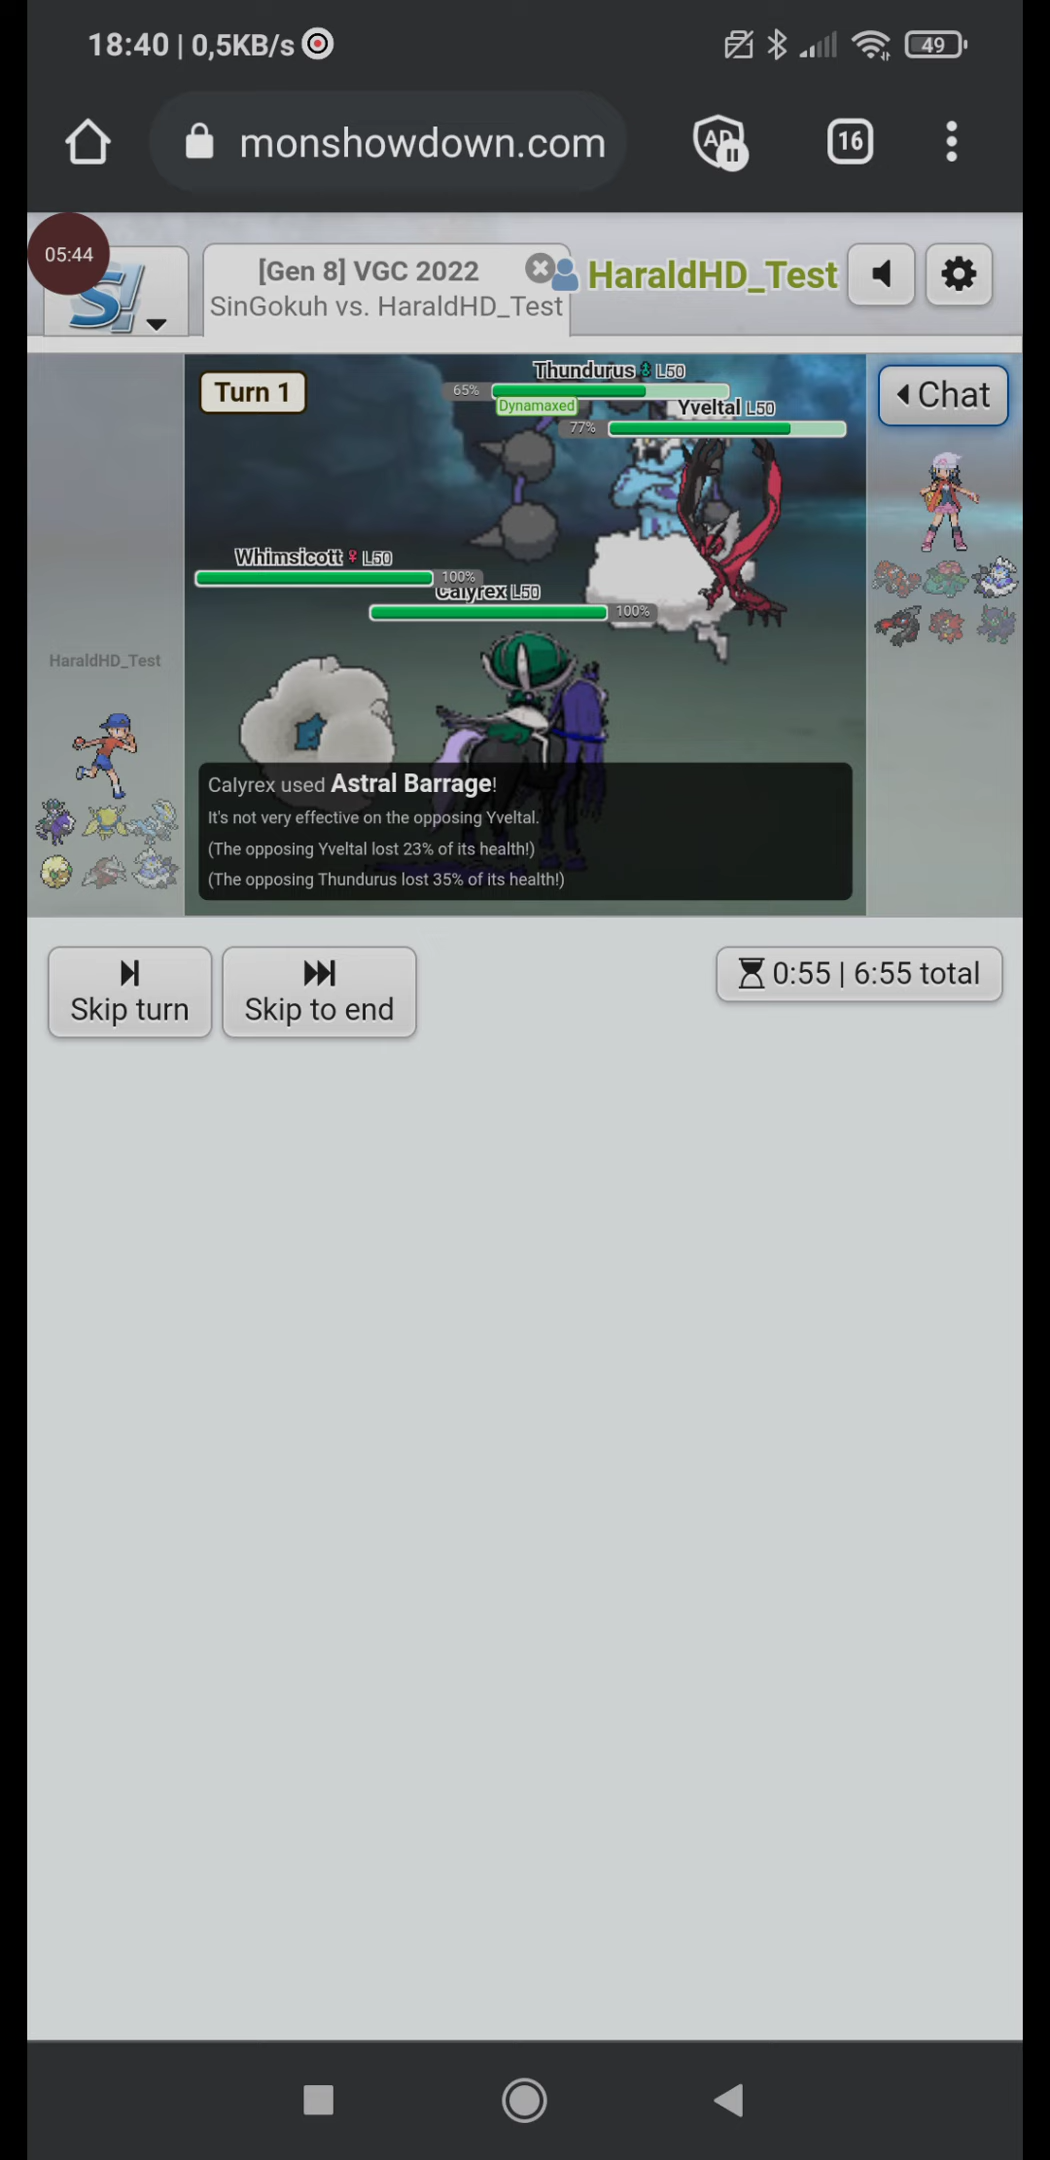 18:40 | 0,5KB/s
49
monshowdown.com
AD
16
05:44
[Gen 8] VGC 2022
SinGokuh vs. HaraldHD_Test
HaraldHD_Test
Turn 1
Thundurus L50
65%
Dynamaxed
Yveltal L50
77%
Chat
Whimsicott ♀ L50
100%
Calyrex L50
100%
HaraldHD_Test
Calyrex used Astral Barrage!
It's not very effective on the opposing Yveltal.
(The opposing Yveltal lost 23% of its health!)
(The opposing Thundurus lost 35% of its health!)
Skip turn
Skip to end
0:55 | 6:55 total